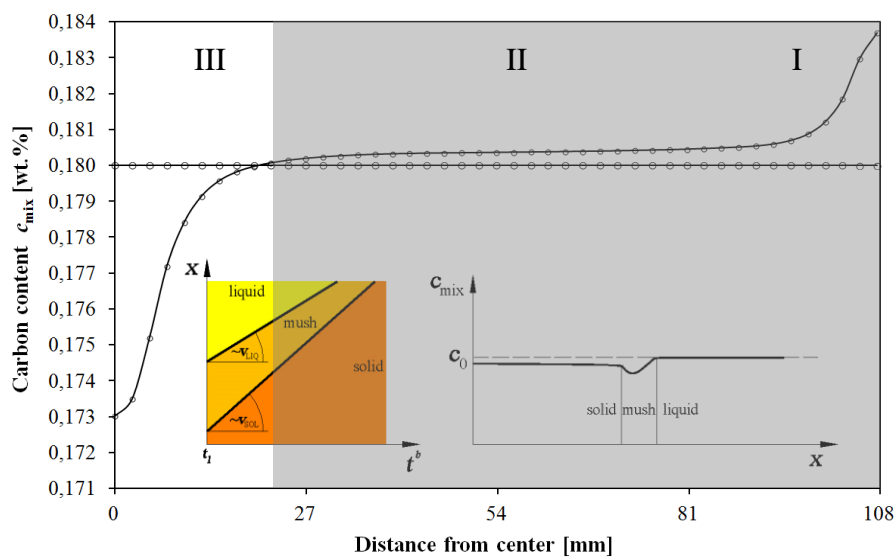 0,184
0,183
0,182
0,181
0,180
0,179
0,178
0,177
0,176
0,175
0,174
0,173
0,172
0,171
Carbon content c_mix [wt.%]
III
II
I
x
liquid
mush
solid
~v_LIQ
~v_SOL
t_1
t^b
c_mix
c_0
solid mush liquid
x
0 27 54 81 108
Distance from center [mm]